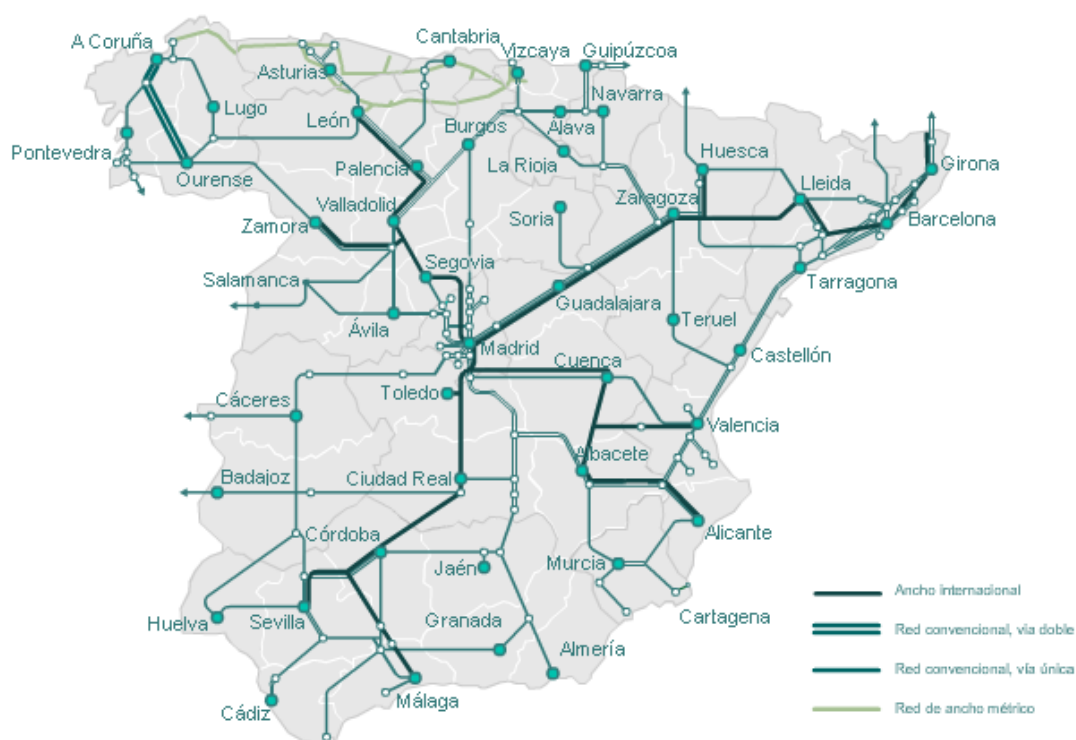 A Coruña
Cantabria
Vizcaya
Guipúzcoa
Asturias
Lugo
León
Burgos
Álava
Navarra
Pontevedra
Ourense
Palencia
La Rioja
Huesca
Girona
Lleida
Valladolid
Zaragoza
Zamora
Soria
Barcelona
Segovia
Salamanca
Guadalajara
Tarragona
Ávila
Teruel
Madrid
Castellón
Cuenca
Toledo
Cáceres
Valencia
Albacete
Badajoz
Ciudad Real
Córdoba
Alicante
Jaén
Murcia
Huelva
Sevilla
Granada
Cartagena
Almería
Málaga
Cádiz
Ancho internacional
Red convencional, via doble
Red convencional, vía única
Red de ancho métrico